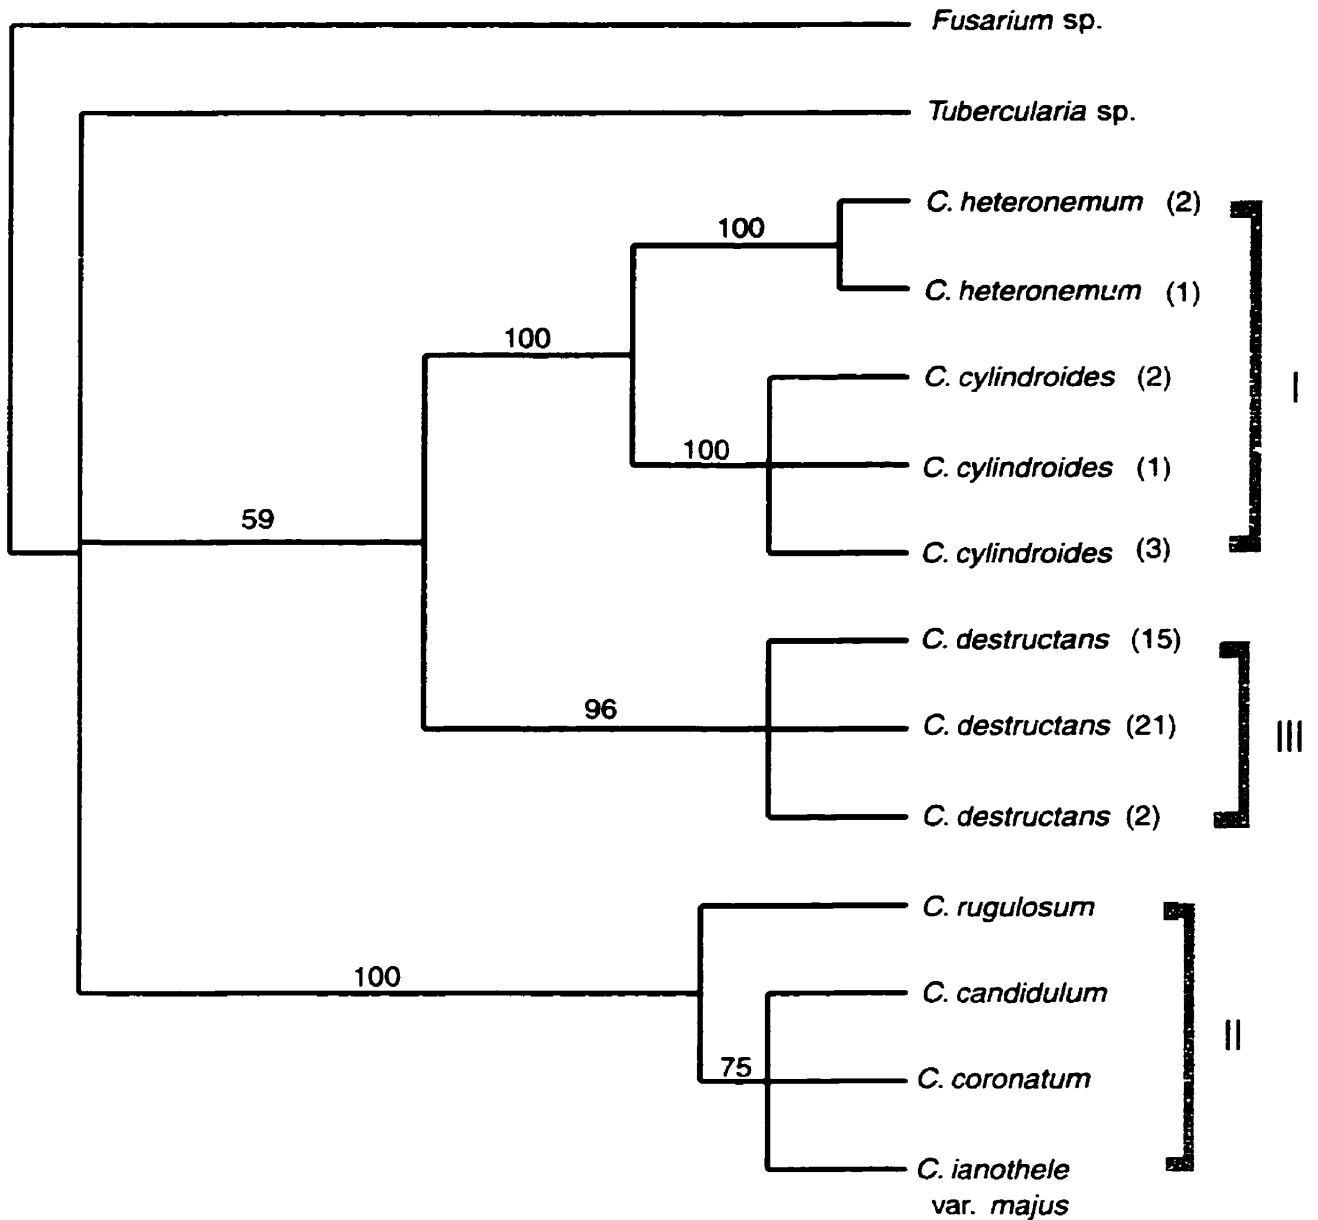 Fusarium sp.
Tubercularia sp.
C. heteronemum (2)
100
C. heteronemum (1)
100
C. cylindroides (2)
I
100
C. cylindroides (1)
59
C. cylindroides (3)
C. destructans (15)
96
C. destructans (21)
III
C. destructans (2)
C. rugulosum
100
C. candidulum
II
75
C. coronatum
C. ianothele
var. majus